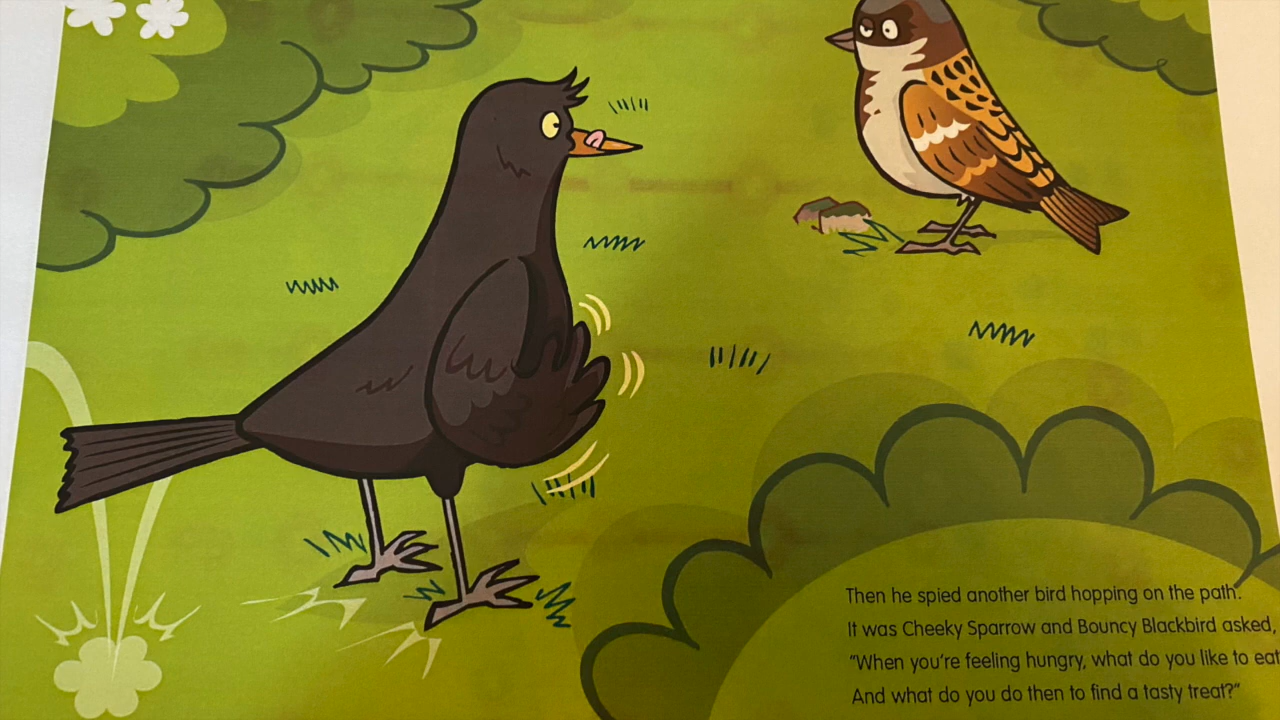 Then he spied another bird hopping on the path.
It was Cheeky Sparrow and Bouncy Blackbird asked,
“When you’re feeling hungry, what do you like to eat
And what do you do then to find a tasty treat?”